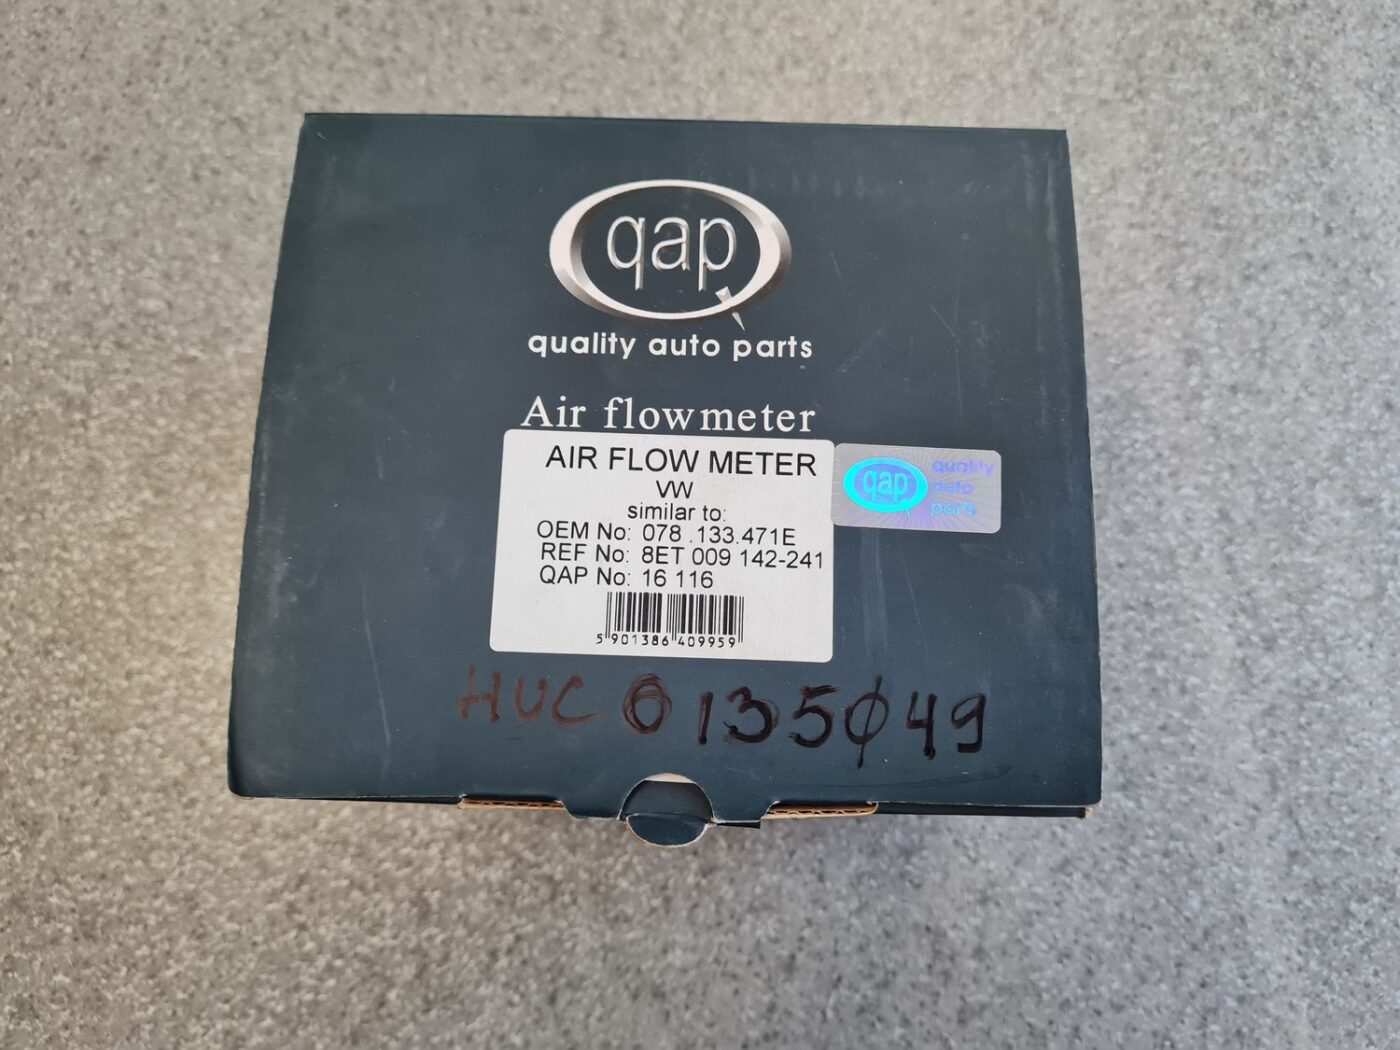 qap
quality auto parts
Air flowmeter
AIR FLOW METER
VW
similar to:
OEM No: 078 .133.471E
REF No: 8ET 009 142-241
QAP No: 16 116
5 901386 409959
qap
quality
auto
parts
HUC 0135049